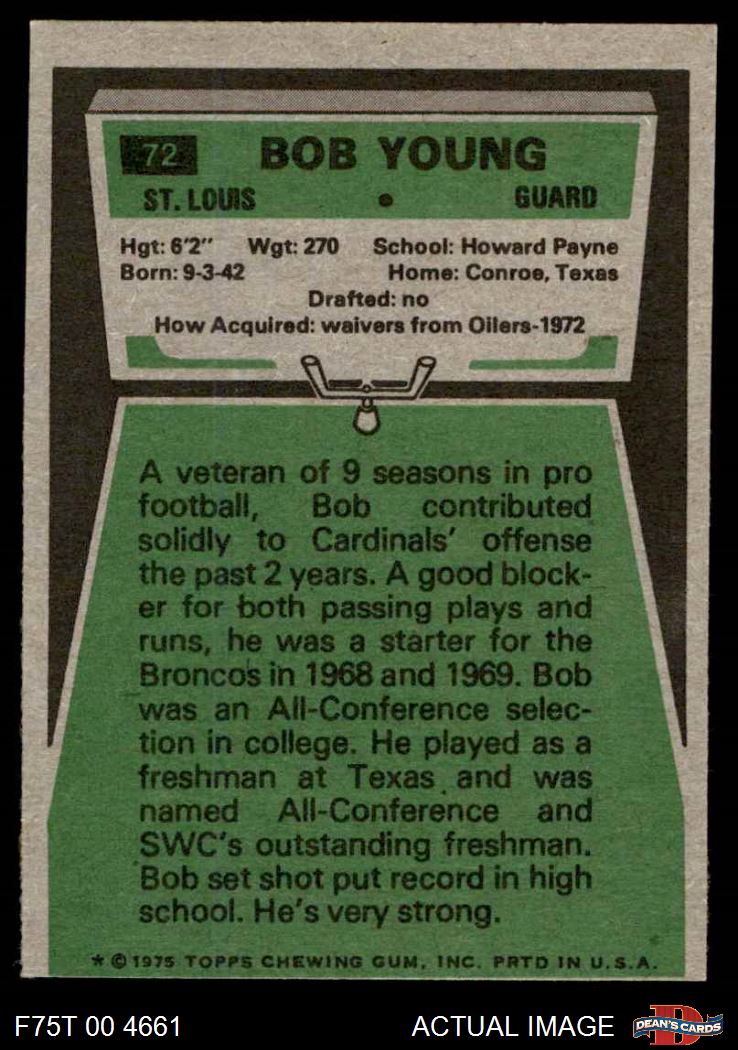 72 BOB YOUNG
ST. LOUIS • GUARD
Hgt: 6'2" Wgt: 270 School: Howard Payne
Born: 9-3-42 Home: Conroe, Texas
Drafted: no
How Acquired: waivers from Oilers-1972
A veteran of 9 seasons in pro
football, Bob contributed
solidly to Cardinals' offense
the past 2 years. A good block-
er for both passing plays and
runs, he was a starter for the
Broncos in 1968 and 1969. Bob
was an All-Conference selec-
tion in college. He played as a
freshman at Texas and was
named All-Conference and
SWC's outstanding freshman.
Bob set shot put record in high
school. He's very strong.
* © 1975 TOPPS CHEWING GUM, INC. PRTD IN U.S.A.
F75T 00 4661 ACTUAL IMAGE D DEAN'S CARDS